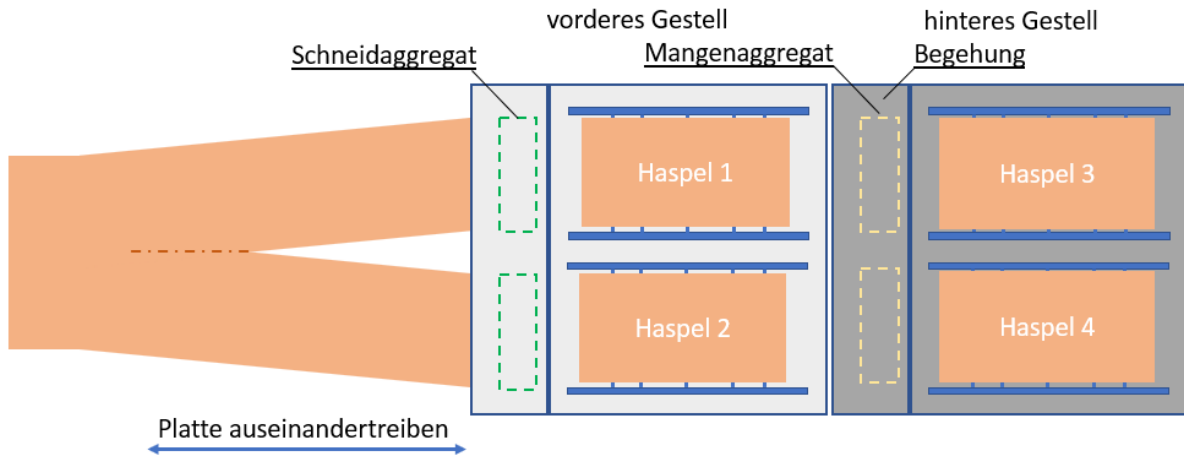 vorderes Gestell
hinteres Gestell
Schneidaggregat
Mangenaggregat
Begehung
Haspel 1
Haspel 3
Haspel 2
Haspel 4
Platte auseinandertreiben